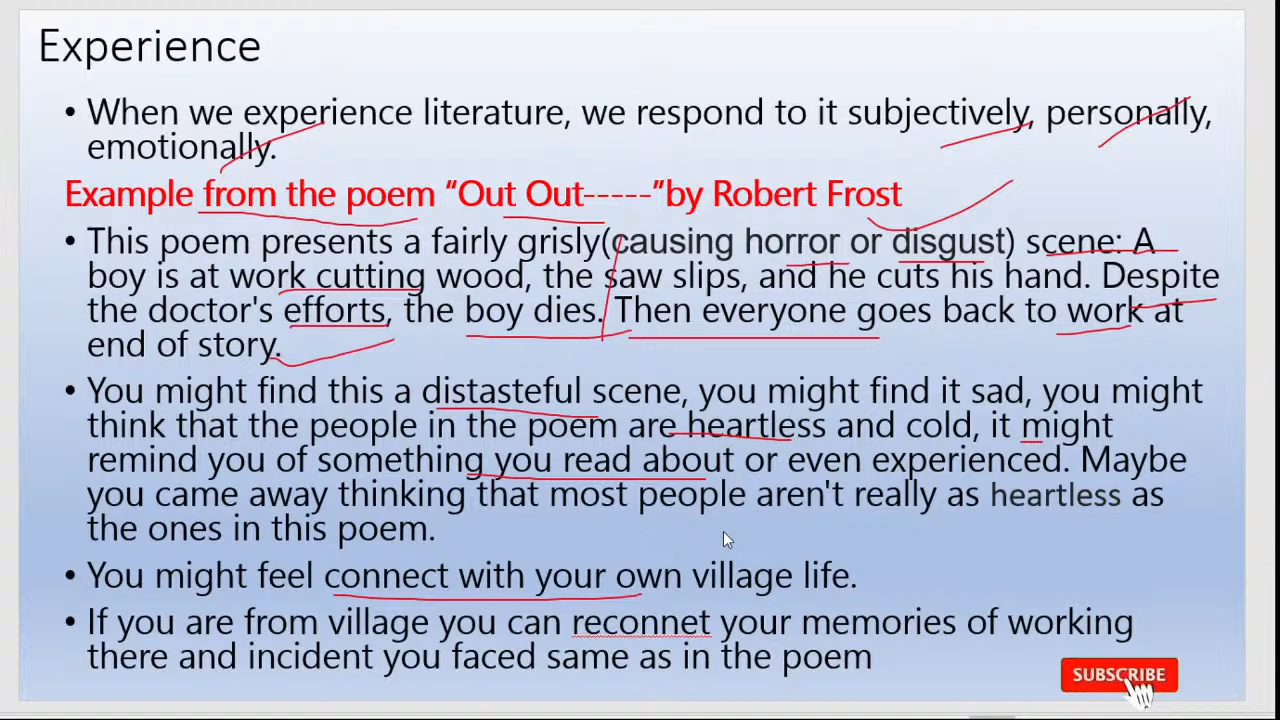 Experience
• When we experience literature, we respond to it subjectively, personally,
emotionally.
Example from the poem “Out Out-----”by Robert Frost
• This poem presents a fairly grisly(causing horror or disgust) scene: A
boy is at work cutting wood, the saw slips, and he cuts his hand. Despite
the doctor's efforts, the boy dies. Then everyone goes back to work at
end of story.
• You might find this a distasteful scene, you might find it sad, you might
think that the people in the poem are heartless and cold, it might
remind you of something you read about or even experienced. Maybe
you came away thinking that most people aren't really as heartless as
the ones in this poem.
• You might feel connect with your own village life.
• If you are from village you can reconnet your memories of working
there and incident you faced same as in the poem
SUBSCRIBE